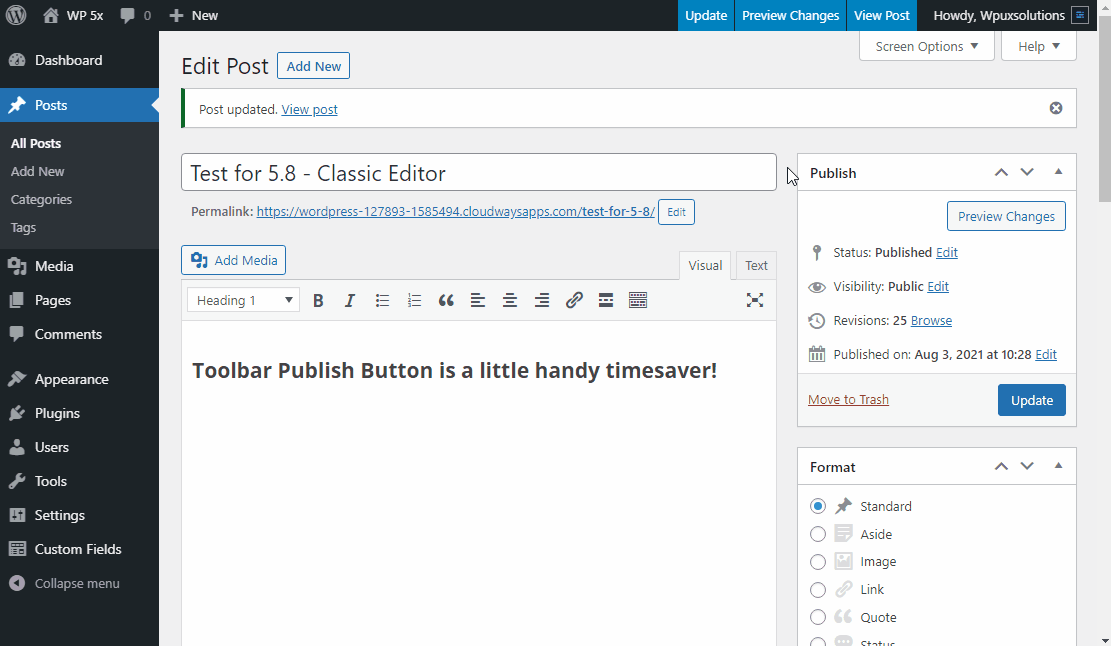 WP 5x 0 New Update Preview Changes View Post Howdy, Wpuxsolutions
Screen Options Help
Dashboard
Posts
All Posts
Add New
Categories
Tags
Media
Pages
Comments
Appearance
Plugins
Users
Tools
Settings
Custom Fields
Collapse menu
Edit Post Add New
Post updated. View post
Test for 5.8 - Classic Editor
Permalink: https://wordpress-127893-1585494.cloudwaysapps.com/test-for-5-8/ Edit
Add Media Visual Text
Heading 1 B I
Toolbar Publish Button is a little handy timesaver!
Publish
Preview Changes
Status: Published Edit
Visibility: Public Edit
Revisions: 25 Browse
Published on: Aug 3, 2021 at 10:28 Edit
Move to Trash Update
Format
Standard
Aside
Image
Link
Quote
Status